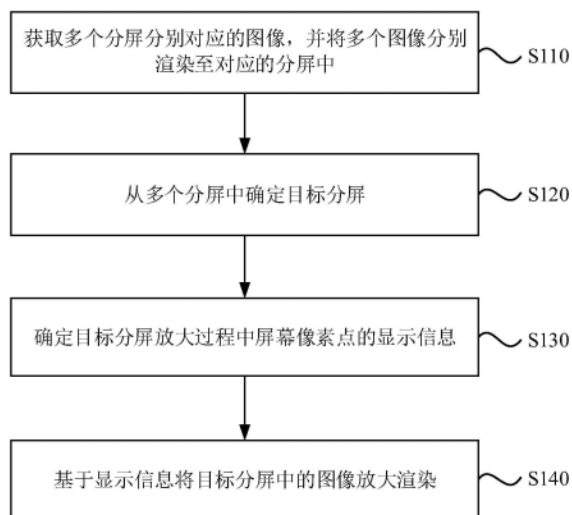 获取多个分屏分别对应的图像，并将多个图像分别
渲染至对应的分屏中
S110
从多个分屏中确定目标分屏
S120
确定目标分屏放大过程中屏幕像素点的显示信息
S130
基于显示信息将目标分屏中的图像放大渲染
S140